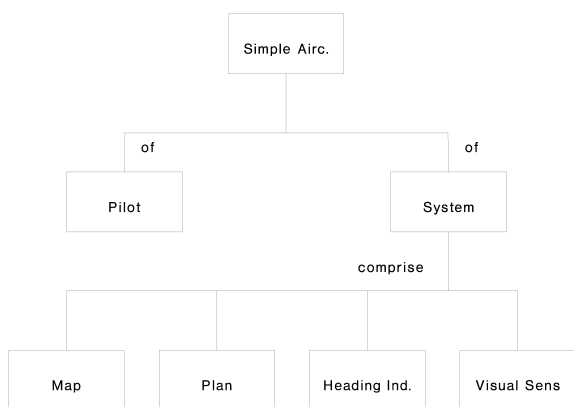 Simple Airc.
of
of
Pilot
System
comprise
Map
Plan
Heading Ind.
Visual Sens